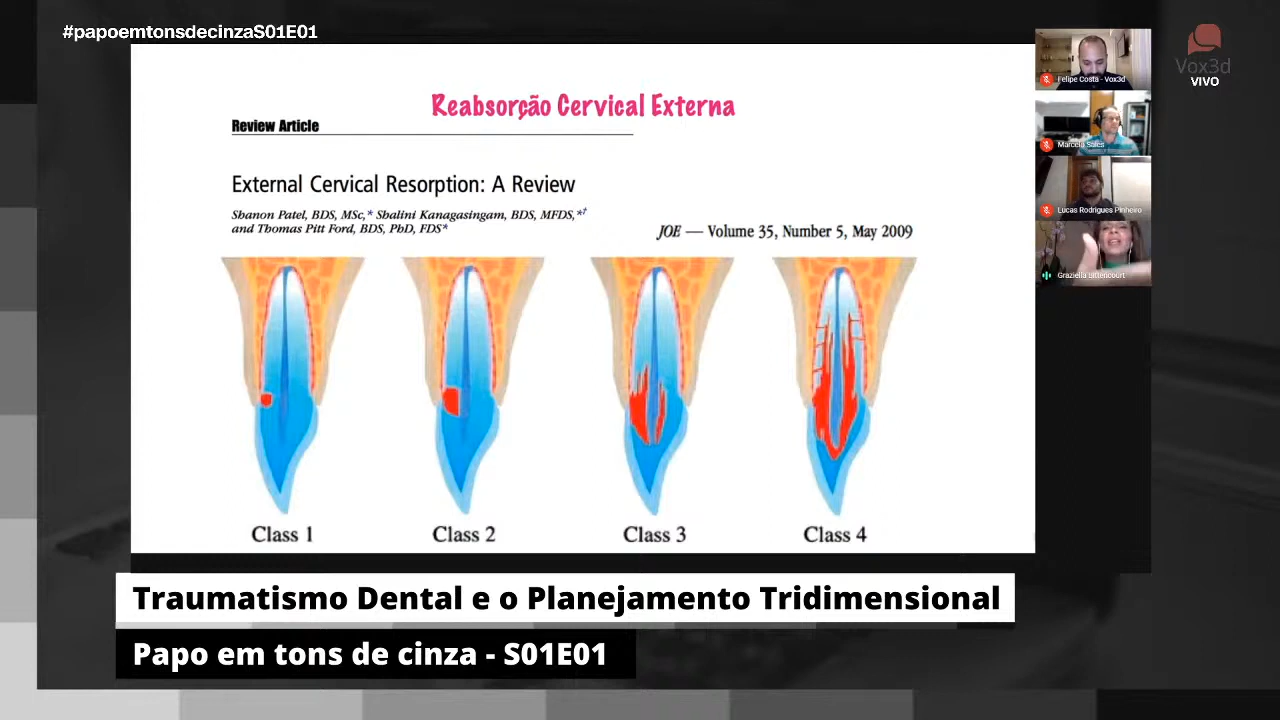 #papoemtonsdecinzaS01E01
Reabsorção Cervical Externa
Review Article
External Cervical Resorption: A Review
Shanon Patel, BDS, MSc,* Shalini Kanagasingam, BDS, MFDS,*†
and Thomas Pitt Ford, BDS, PhD, FDS*
JOE — Volume 35, Number 5, May 2009
Class 1
Class 2
Class 3
Class 4
Felipe Costa - Vox3d
Marcela Sales
Lucas Rodrigues Pinheiro
Graziella Bittencourt
Vox3d
VIVO
Traumatismo Dental e o Planejamento Tridimensional
Papo em tons de cinza - S01E01